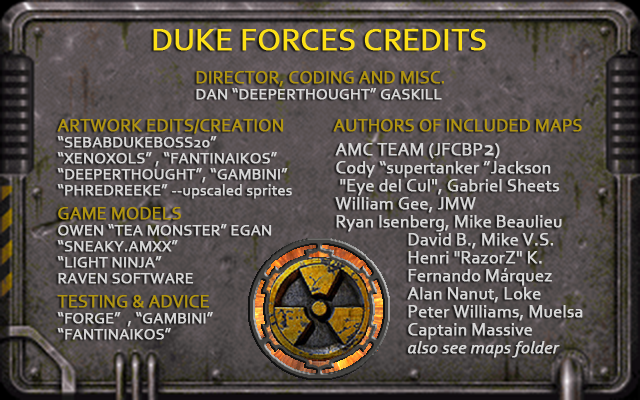 DUKE FORCES CREDITS
DIRECTOR, CODING AND MISC.
DAN “DEEPERTHOUGHT” GASKILL
ARTWORK EDITS/CREATION
“SEBABDUKEBOSS20”
“XENOXOLS” , “FANTINAIKOS”
“DEEPERTHOUGHT”, “GAMBINI”
“PHREDREEKE” --upscaled sprites
GAME MODELS
OWEN “TEA MONSTER” EGAN
“SNEAKY.AMXX”
“LIGHT NINJA”
RAVEN SOFTWARE
TESTING & ADVICE
“FORGE” , “GAMBINI”
“FANTINAIKOS”
AUTHORS OF INCLUDED MAPS
AMC TEAM (JFCBP2)
Cody “supertanker ”Jackson
"Eye del Cul", Gabriel Sheets
William Gee, JMW
Ryan Isenberg, Mike Beaulieu
David B., Mike V.S.
Henri "RazorZ" K.
Fernando Márquez
Alan Nanut, Loke
Peter Williams, Muelsa
Captain Massive
also see maps folder